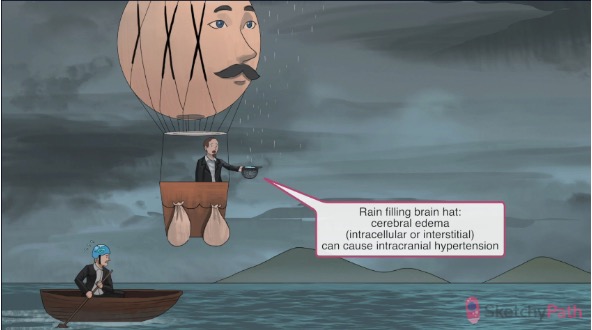 Rain filling brain hat:
cerebral edema
(intracellular or interstitial)
can cause intracranial hypertension
SketchyPath